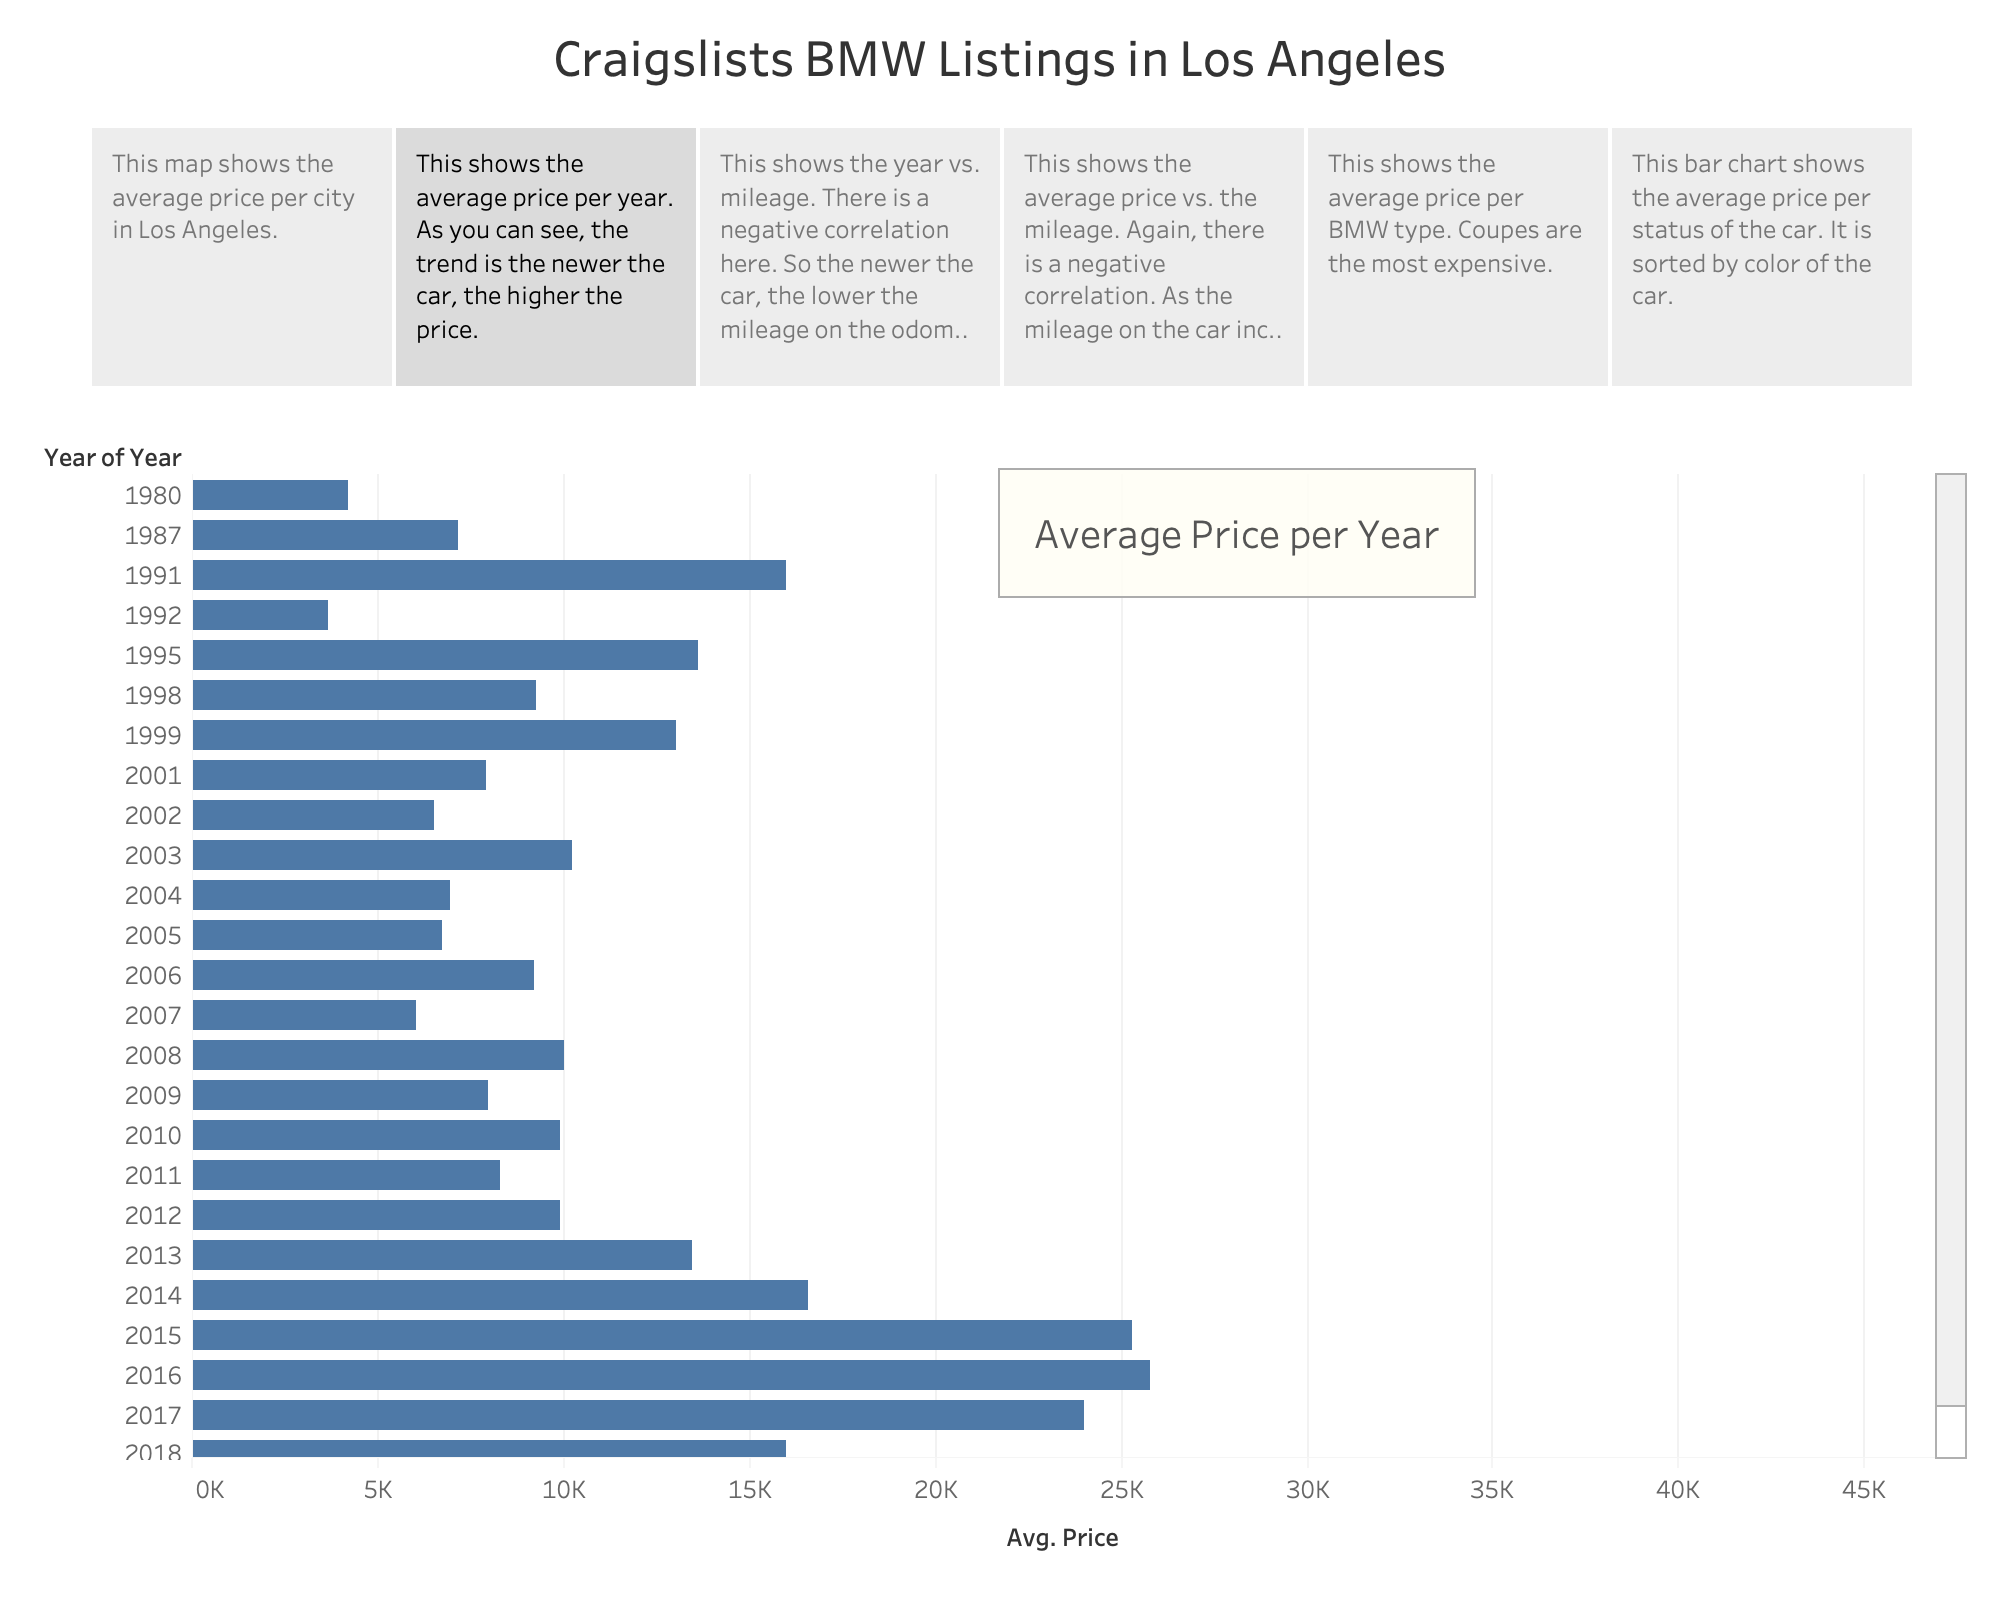 Craigslists BMW Listings in Los Angeles
This map shows the
average price per city
in Los Angeles.
This shows the
average price per year.
As you can see, the
trend is the newer the
car, the higher the
price.
This shows the year vs.
mileage. There is a
negative correlation
here. So the newer the
car, the lower the
mileage on the odom..
This shows the
average price vs. the
mileage. Again, there
is a negative
correlation. As the
mileage on the car inc..
This shows the
average price per
BMW type. Coupes are
the most expensive.
This bar chart shows
the average price per
status of the car. It is
sorted by color of the
car.
Year of Year
Average Price per Year
1980
1987
1991
1992
1995
1998
1999
2001
2002
2003
2004
2005
2006
2007
2008
2009
2010
2011
2012
2013
2014
2015
2016
2017
2018
0K 5K 10K 15K 20K 25K 30K 35K 40K 45K
Avg. Price